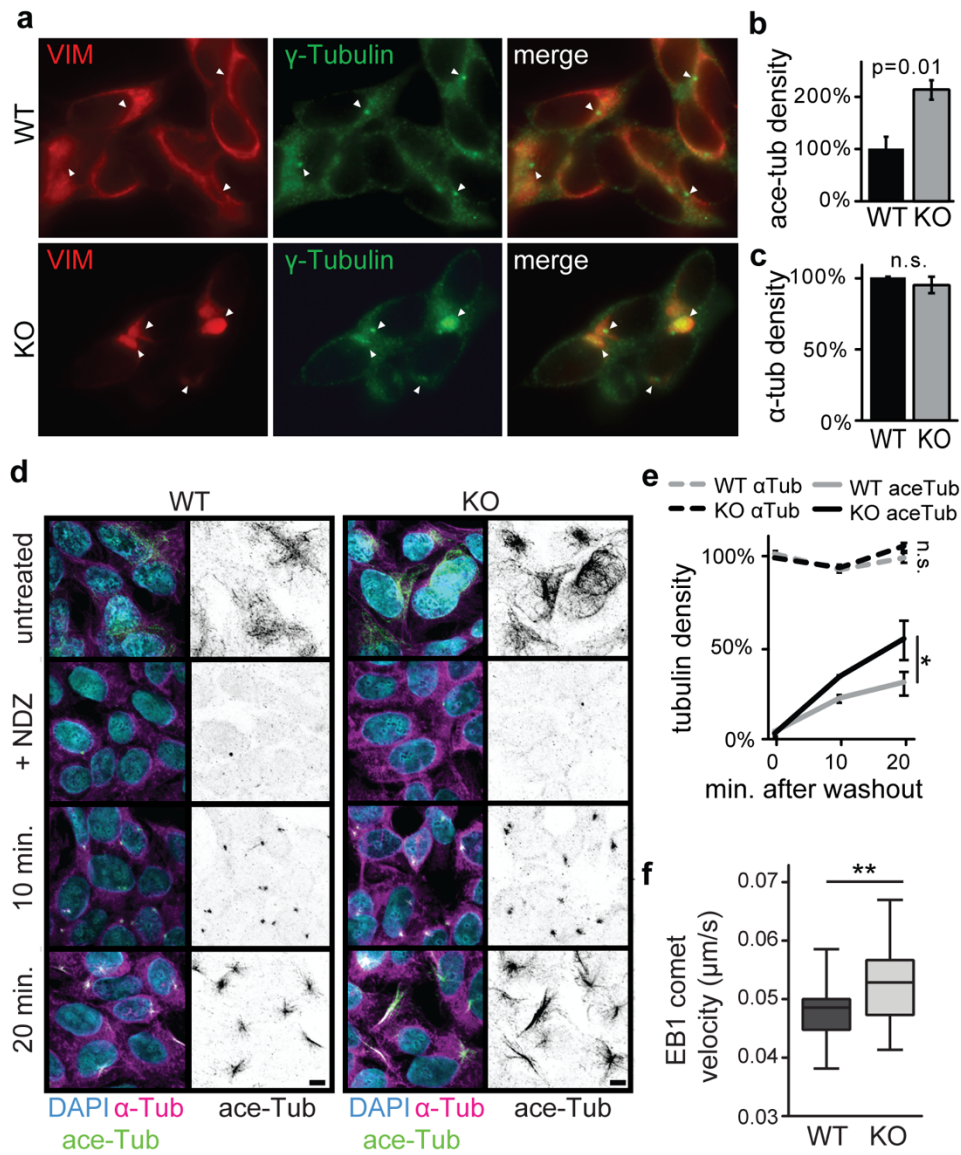 a
VIM
γ-Tubulin
merge
WT
VIM
γ-Tubulin
merge
KO
b
p=0.01
ace-tub density
200%
100%
0%
WT KO
c
n.s.
α-tub density
100%
50%
0%
WT KO
d
WT
KO
untreated
+ NDZ
10 min.
20 min.
DAPI α-Tub
ace-Tub
ace-Tub
DAPI α-Tub
ace-Tub
ace-Tub
e
WT αTub
WT aceTub
KO αTub
KO aceTub
tubulin density
100%
50%
0%
n.s.
*
0 10 20
min. after washout
f
**
EB1 comet
velocity (μm/s)
0.07
0.06
0.05
0.04
0.03
WT KO